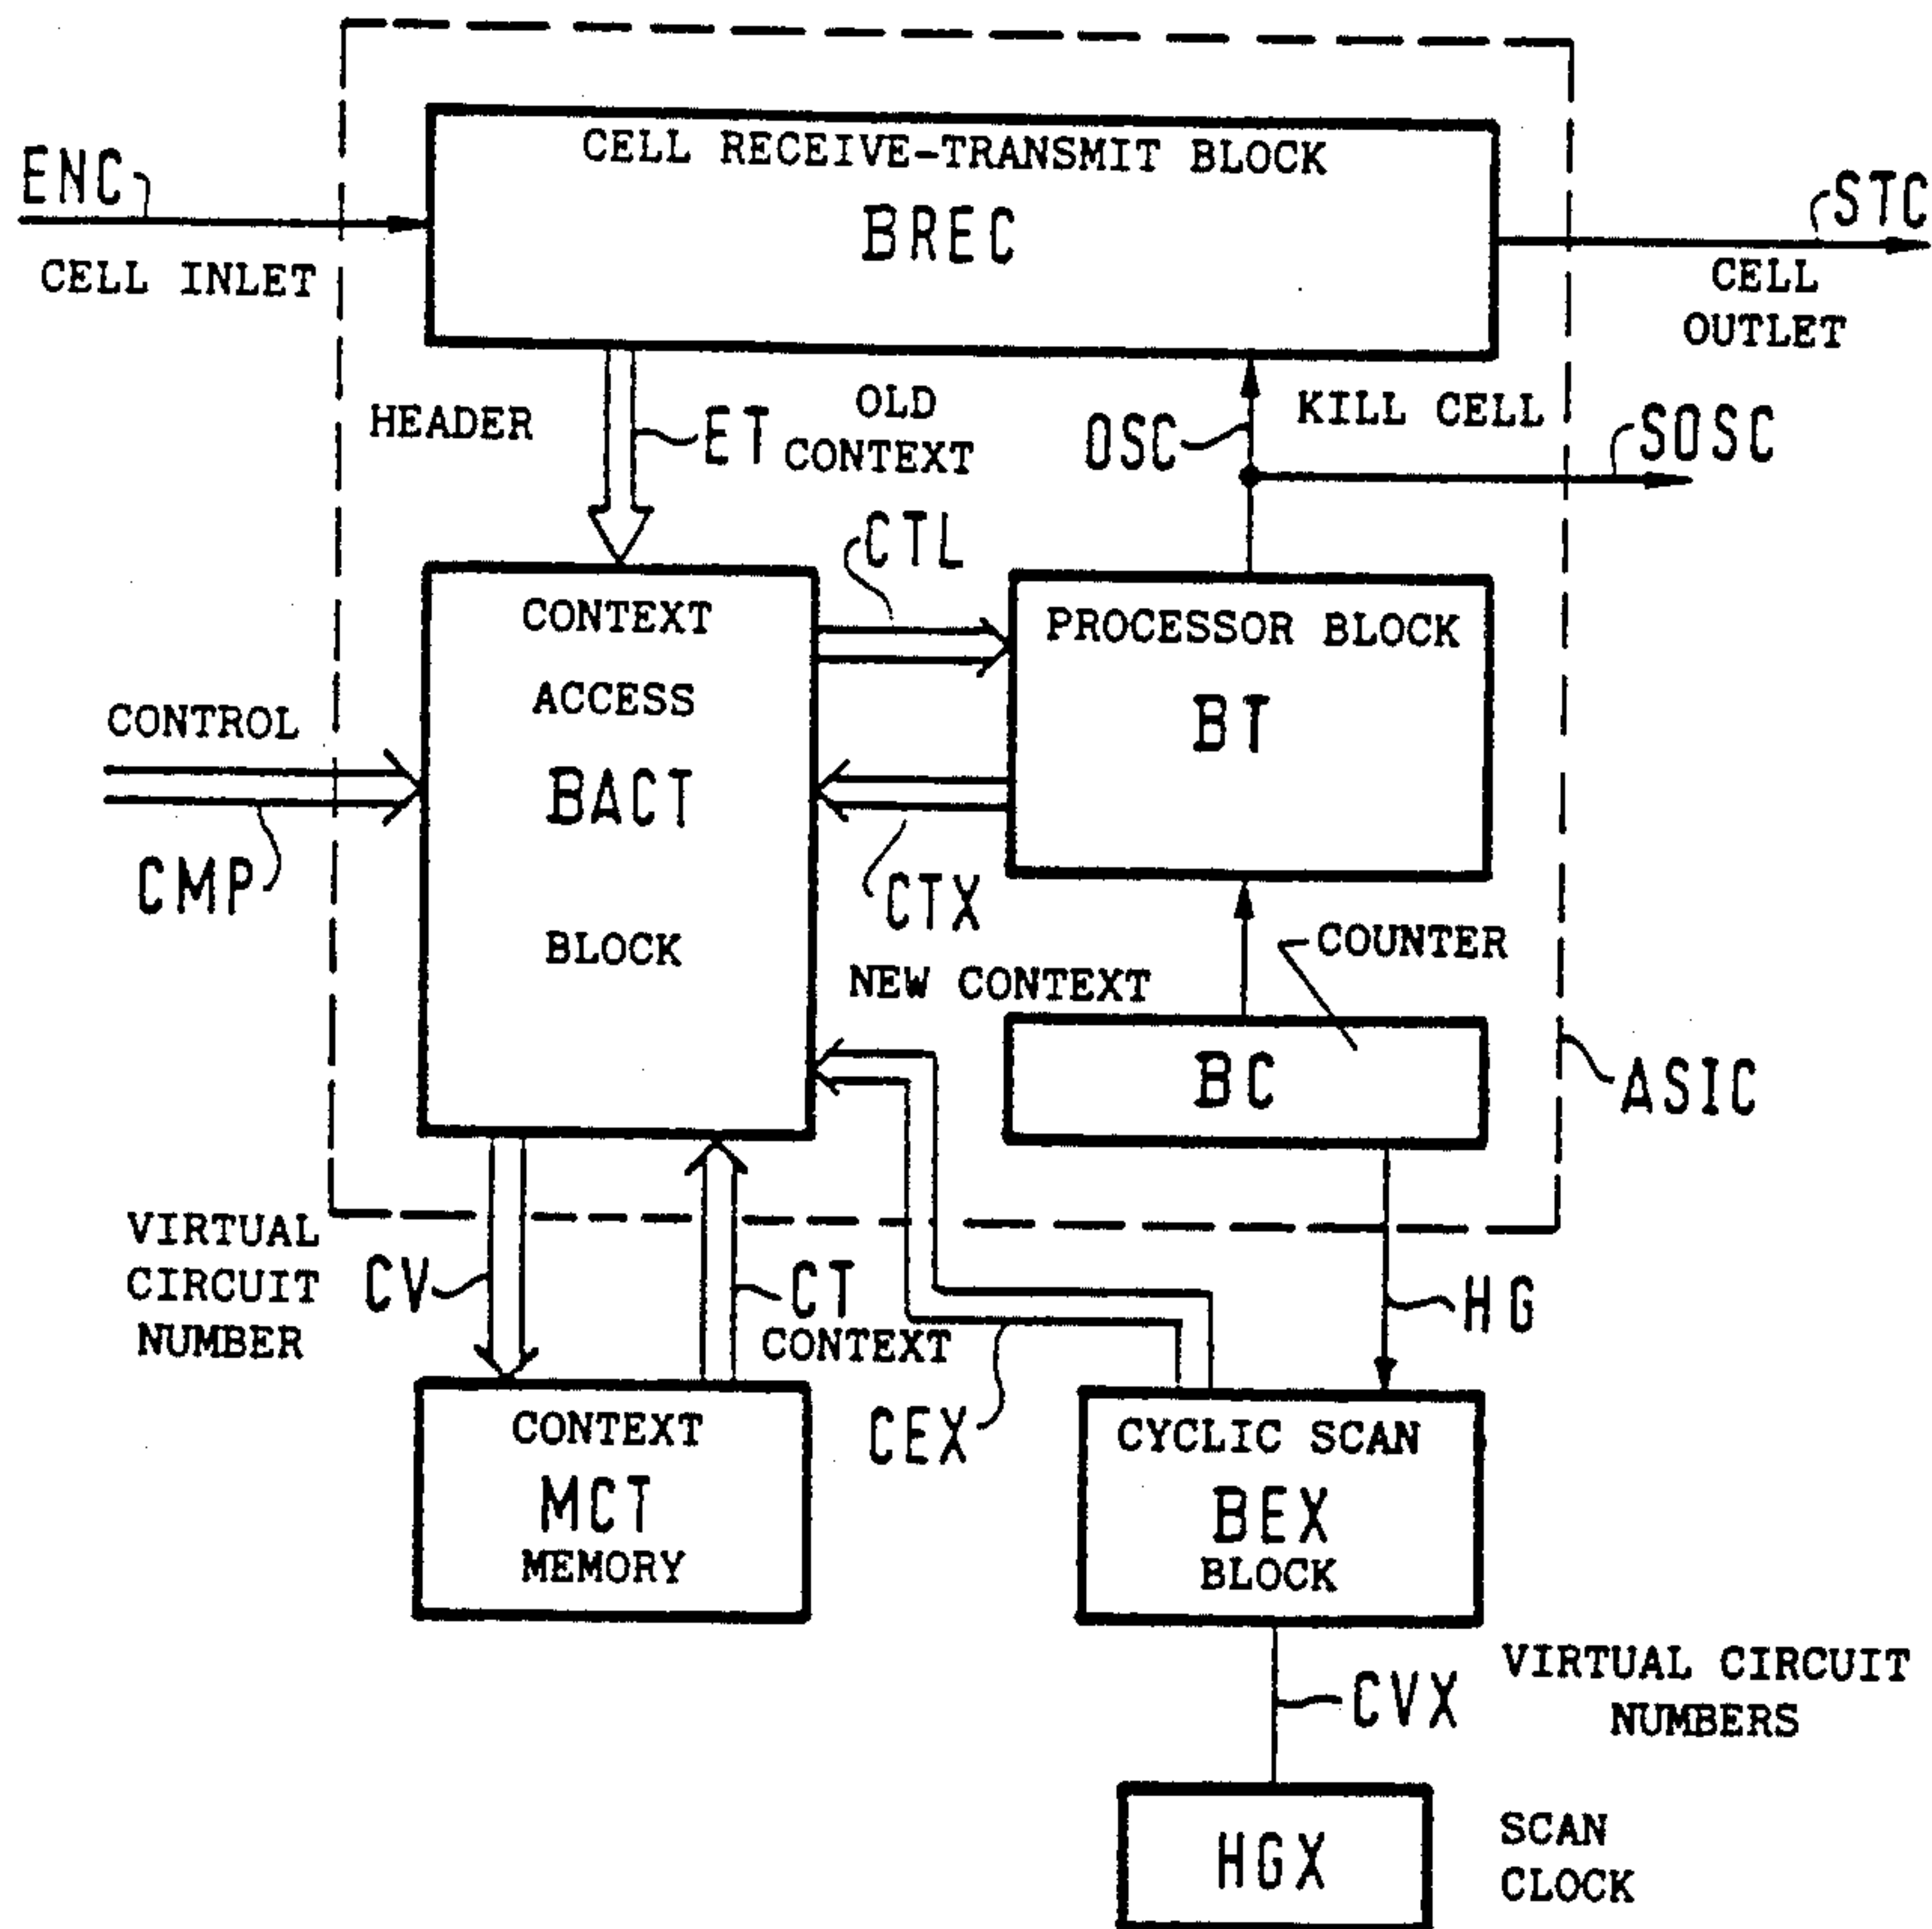 CELL RECEIVE-TRANSMIT BLOCK
BREC
ENC
CELL INLET
STC
CELL
OUTLET
HEADER
ET
OLD
CONTEXT
OSC
KILL CELL
SOSC
CTL
CONTEXT
ACCESS
BACT
BLOCK
PROCESSOR BLOCK
BT
CONTROL
CMP
CTX
NEW CONTEXT
COUNTER
BC
ASIC
VIRTUAL
CIRCUIT
NUMBER
CV
CT
CONTEXT
CEX
HG
CONTEXT
MCT
MEMORY
CYCLIC SCAN
BEX
BLOCK
CVX
VIRTUAL CIRCUIT
NUMBERS
HGX
SCAN
CLOCK